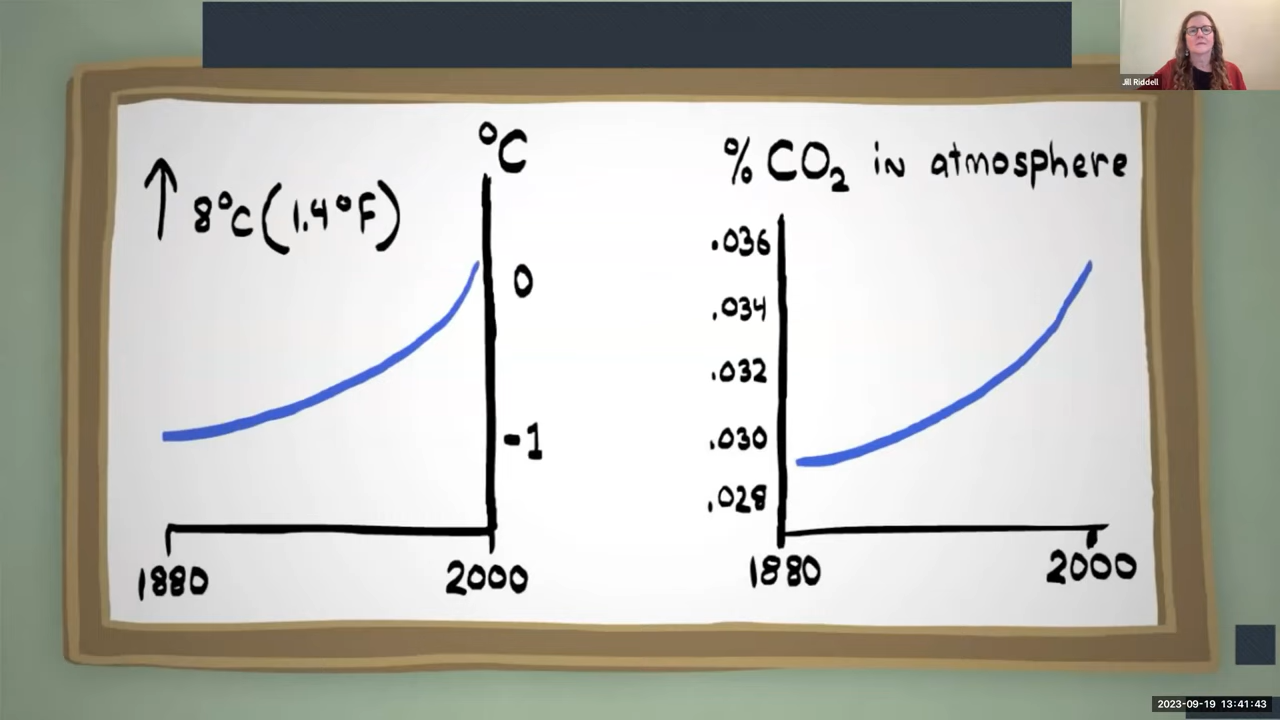 Jill Riddell
↑ 8°C (1.4°F)
°C
0
-1
1880 2000
% CO₂ in atmosphere
.036
.034
.032
.030
.028
1880 2000
2023-09-19 13:41:43